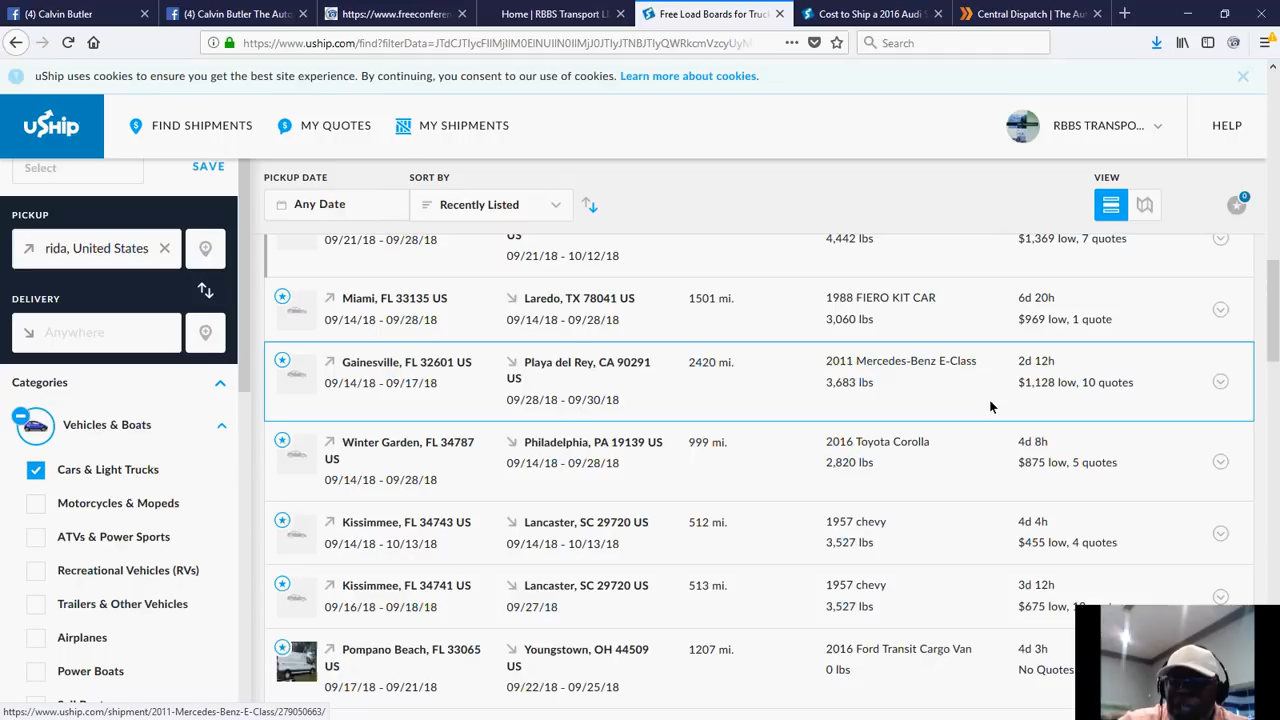 (4) Calvin Butler
(4) Calvin Butler The Auto
https://www.freeconferen
Home | RBBS Transport Ll
Free Load Boards for Truc
Cost to Ship a 2016 Audi
Central Dispatch | The Au
https://www.uship.com/find?filterData=
Search
uShip uses cookies to ensure you get the best site experience. By continuing, you consent to our use of cookies. Learn more about cookies.
uShip
FIND SHIPMENTS
MY QUOTES
MY SHIPMENTS
RBBS TRANSPO...
HELP
Select
SAVE
PICKUP DATE
SORT BY
VIEW
Any Date
Recently Listed
0
PICKUP
rida, United States
DELIVERY
Anywhere
Categories
Vehicles & Boats
Cars & Light Trucks
Motorcycles & Mopeds
ATVs & Power Sports
Recreational Vehicles (RVs)
Trailers & Other Vehicles
Airplanes
Power Boats
09/21/18 - 09/28/18
US
09/21/18 - 10/12/18
4,442 lbs
$1,369 low, 7 quotes
Miami, FL 33135 US
09/14/18 - 09/28/18
Laredo, TX 78041 US
09/14/18 - 09/28/18
1501 mi.
1988 FIERO KIT CAR
3,060 lbs
6d 20h
$969 low, 1 quote
Gainesville, FL 32601 US
09/14/18 - 09/17/18
Playa del Rey, CA 90291
US
09/28/18 - 09/30/18
2420 mi.
2011 Mercedes-Benz E-Class
3,683 lbs
2d 12h
$1,128 low, 10 quotes
Winter Garden, FL 34787
US
09/14/18 - 09/28/18
Philadelphia, PA 19139 US
09/14/18 - 09/28/18
999 mi.
2016 Toyota Corolla
2,820 lbs
4d 8h
$875 low, 5 quotes
Kissimmee, FL 34743 US
09/14/18 - 10/13/18
Lancaster, SC 29720 US
09/14/18 - 10/13/18
512 mi.
1957 chevy
3,527 lbs
4d 4h
$455 low, 4 quotes
Kissimmee, FL 34741 US
09/16/18 - 09/18/18
Lancaster, SC 29720 US
09/27/18
513 mi.
1957 chevy
3,527 lbs
3d 12h
$675 low,
Pompano Beach, FL 33065
US
09/17/18 - 09/21/18
Youngstown, OH 44509
US
09/22/18 - 09/25/18
1207 mi.
2016 Ford Transit Cargo Van
0 lbs
4d 3h
No Quotes
https://www.uship.com/shipment/2011-Mercedes-Benz-E-Class/279050663/